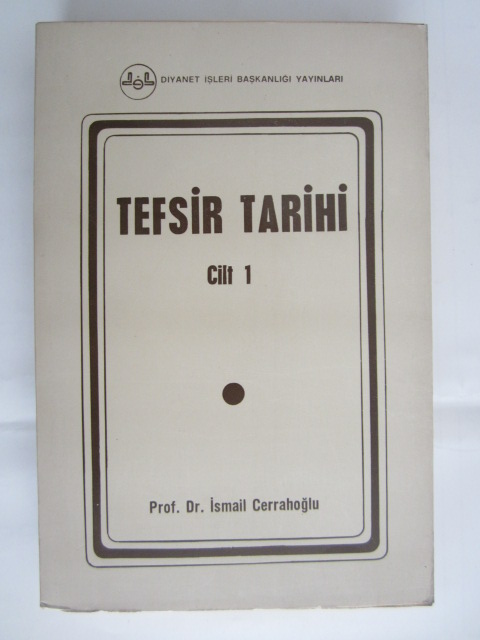 DİYANET İŞLERİ BAŞKANLIĞI YAYINLARI
TEFSİR TARİHİ
Cilt 1
Prof. Dr. İsmail Cerrahoğlu